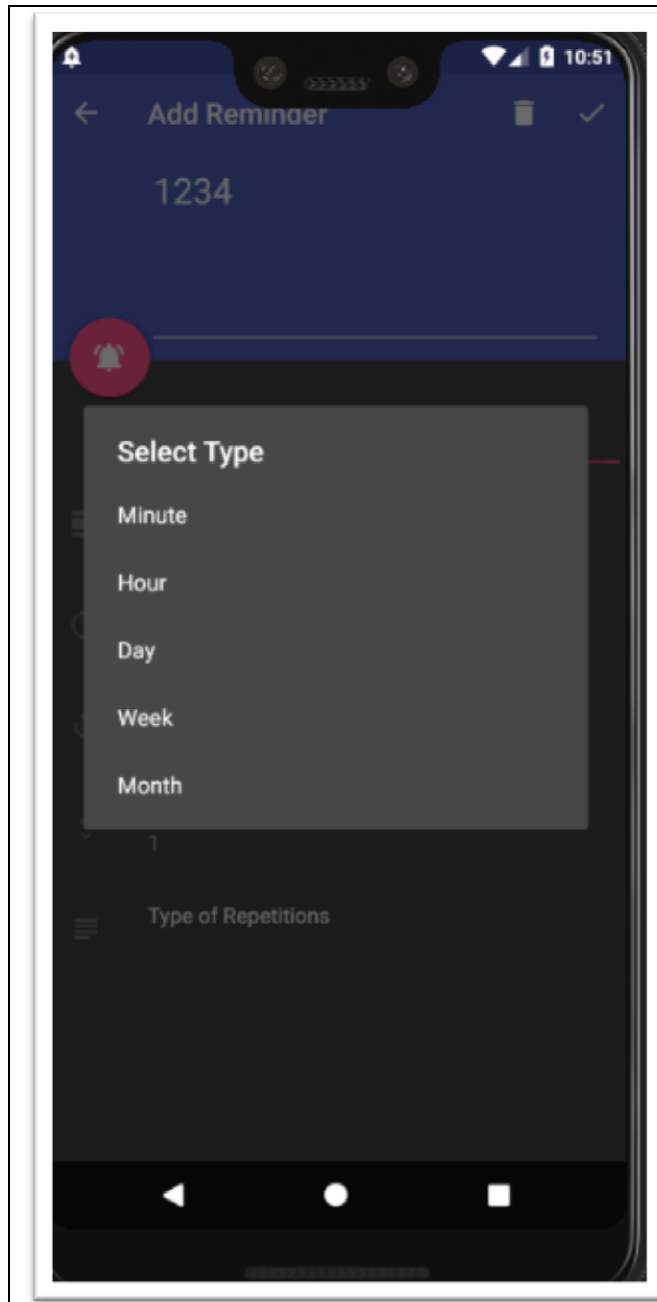 10:51
Add Reminder
1234
Select Type
Minute
Hour
Day
Week
Month
1
Type of Repetitions